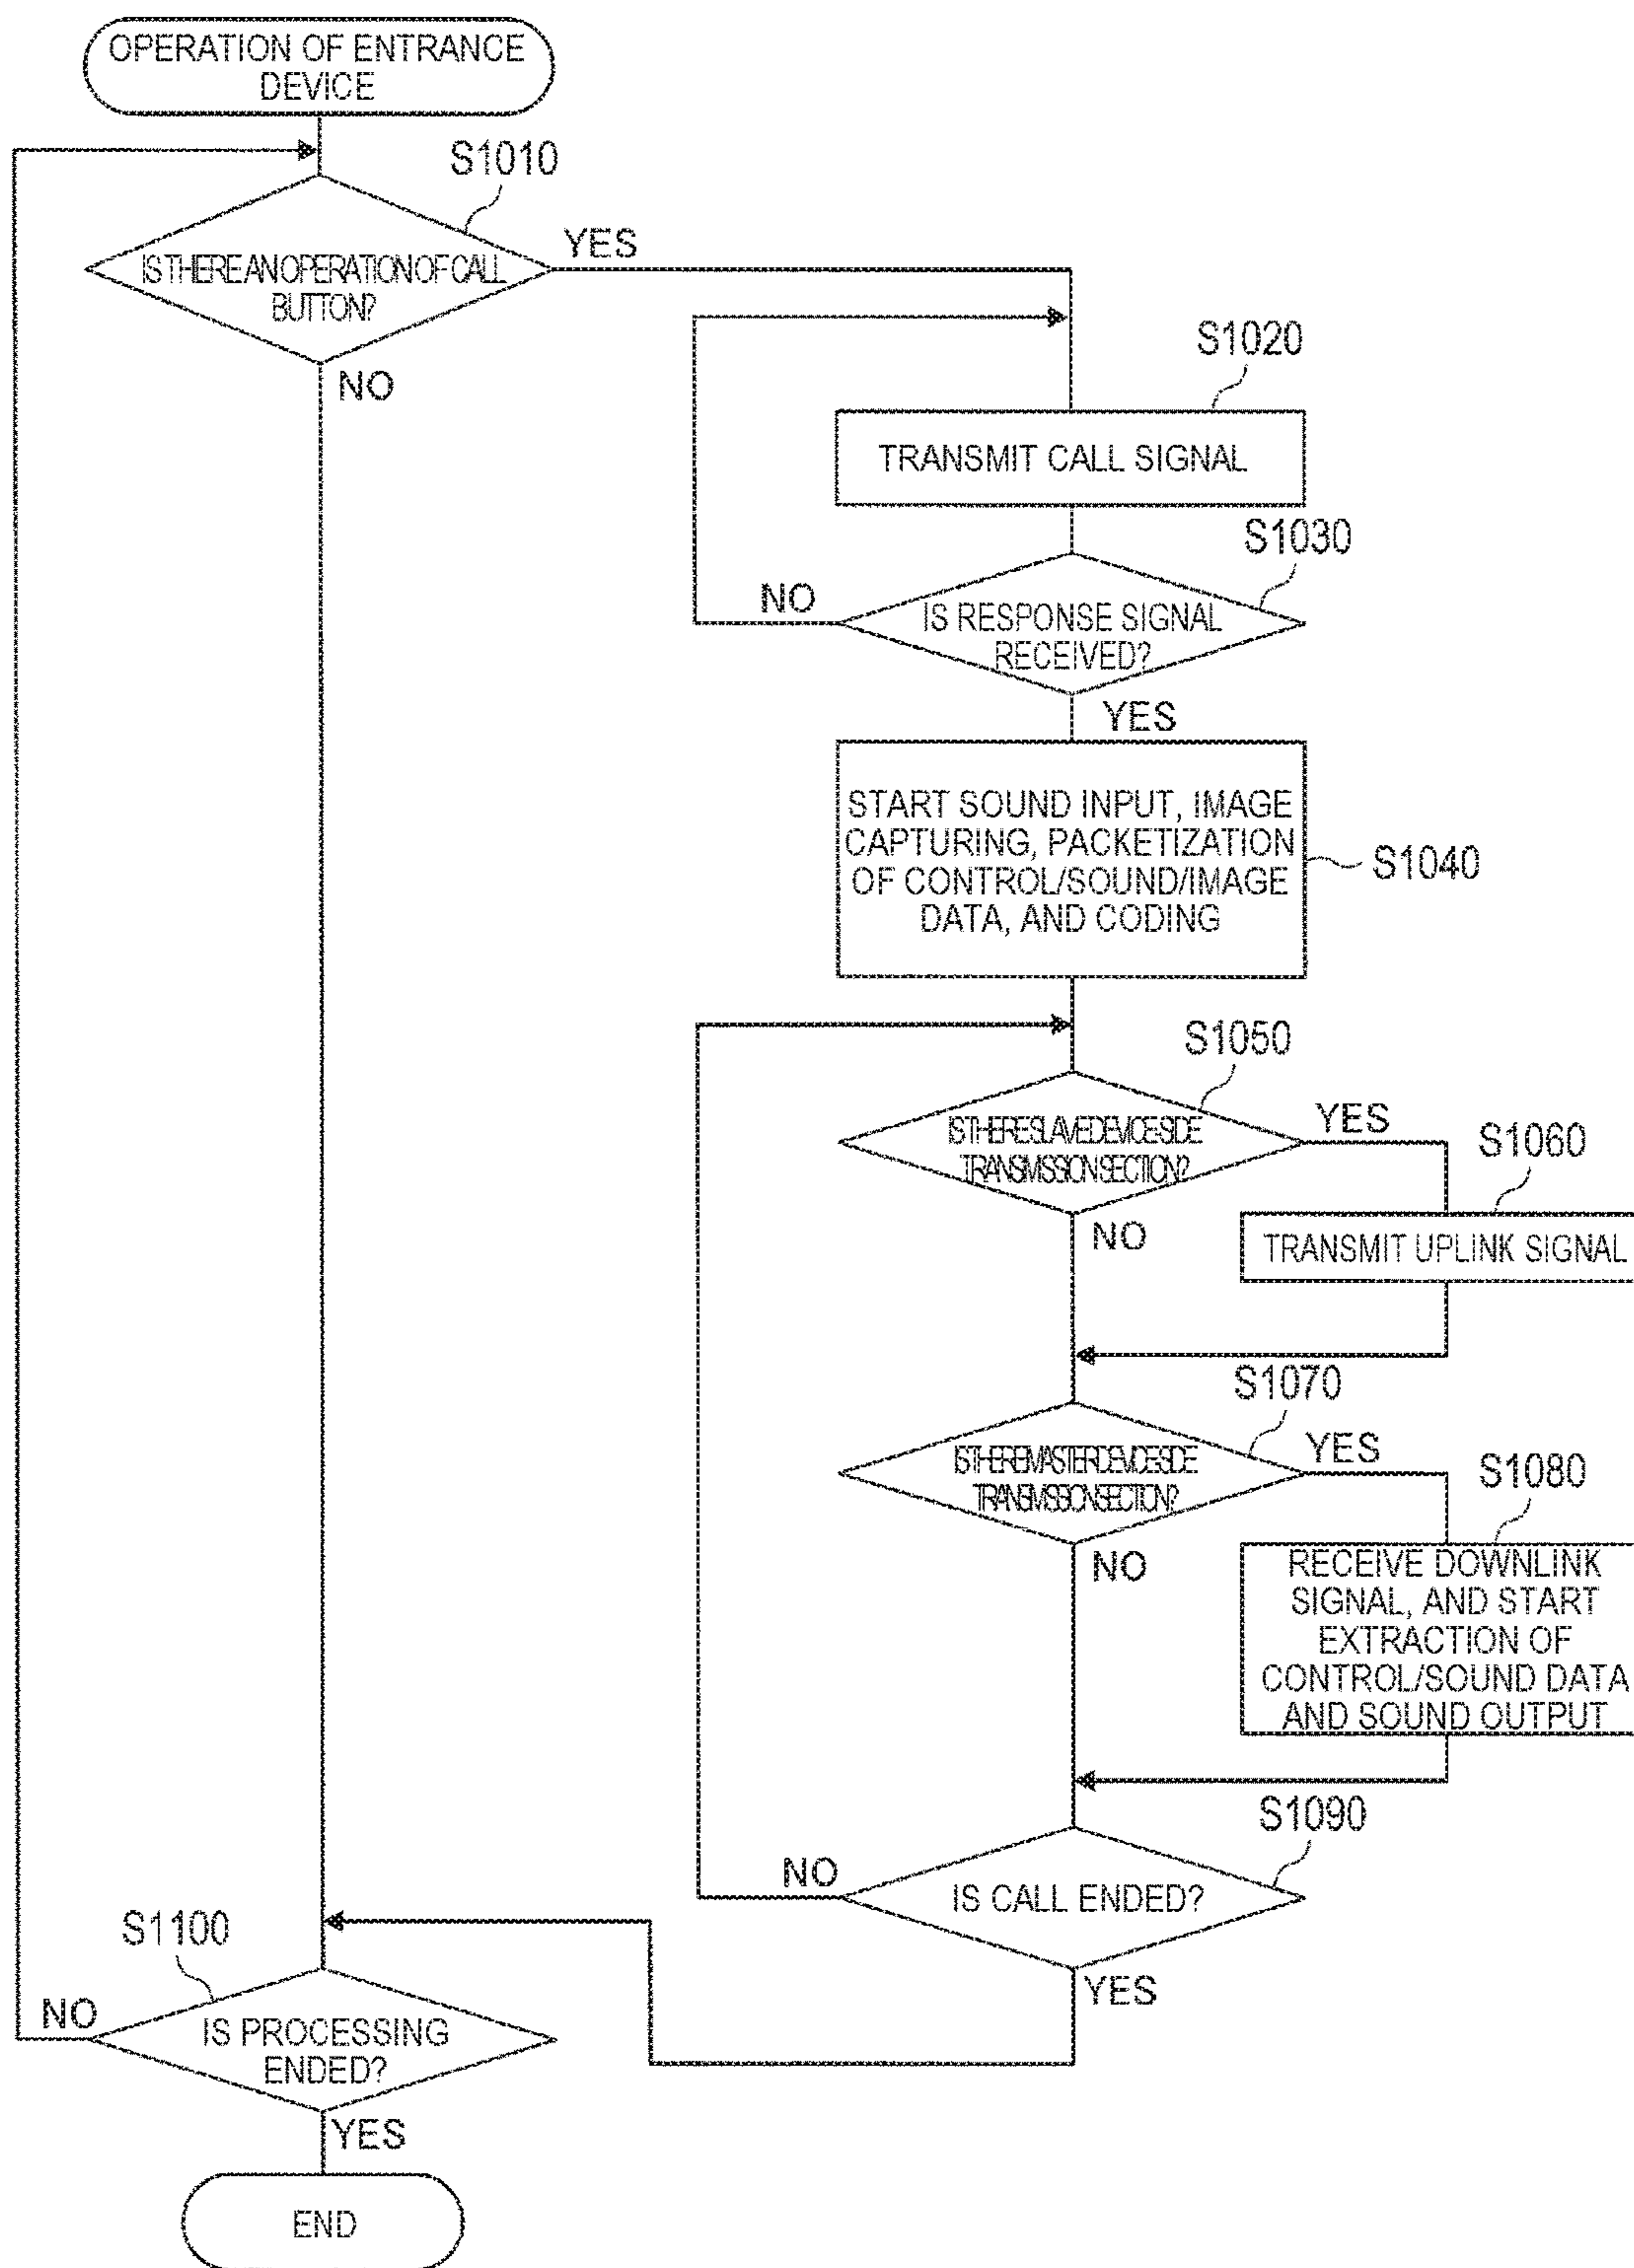 OPERATION OF ENTRANCE
DEVICE
S1010
IS THERE AN OPERATION OF CALL
BUTTON?
YES
NO
S1020
TRANSMIT CALL SIGNAL
S1030
IS RESPONSE SIGNAL
RECEIVED?
NO
YES
START SOUND INPUT, IMAGE
CAPTURING, PACKETIZATION
OF CONTROL/SOUND/IMAGE
DATA, AND CODING
S1040
S1050
IS THERE SLAVE DEVICE-SIDE
TRANSMISSION SECTION?
YES
NO
S1060
TRANSMIT UPLINK SIGNAL
S1070
IS THERE MASTER DEVICE-SIDE
TRANSMISSION SECTION?
YES
NO
S1080
RECEIVE DOWNLINK
SIGNAL, AND START
EXTRACTION OF
CONTROL/SOUND DATA
AND SOUND OUTPUT
S1090
IS CALL ENDED?
NO
YES
S1100
IS PROCESSING
ENDED?
NO
YES
END